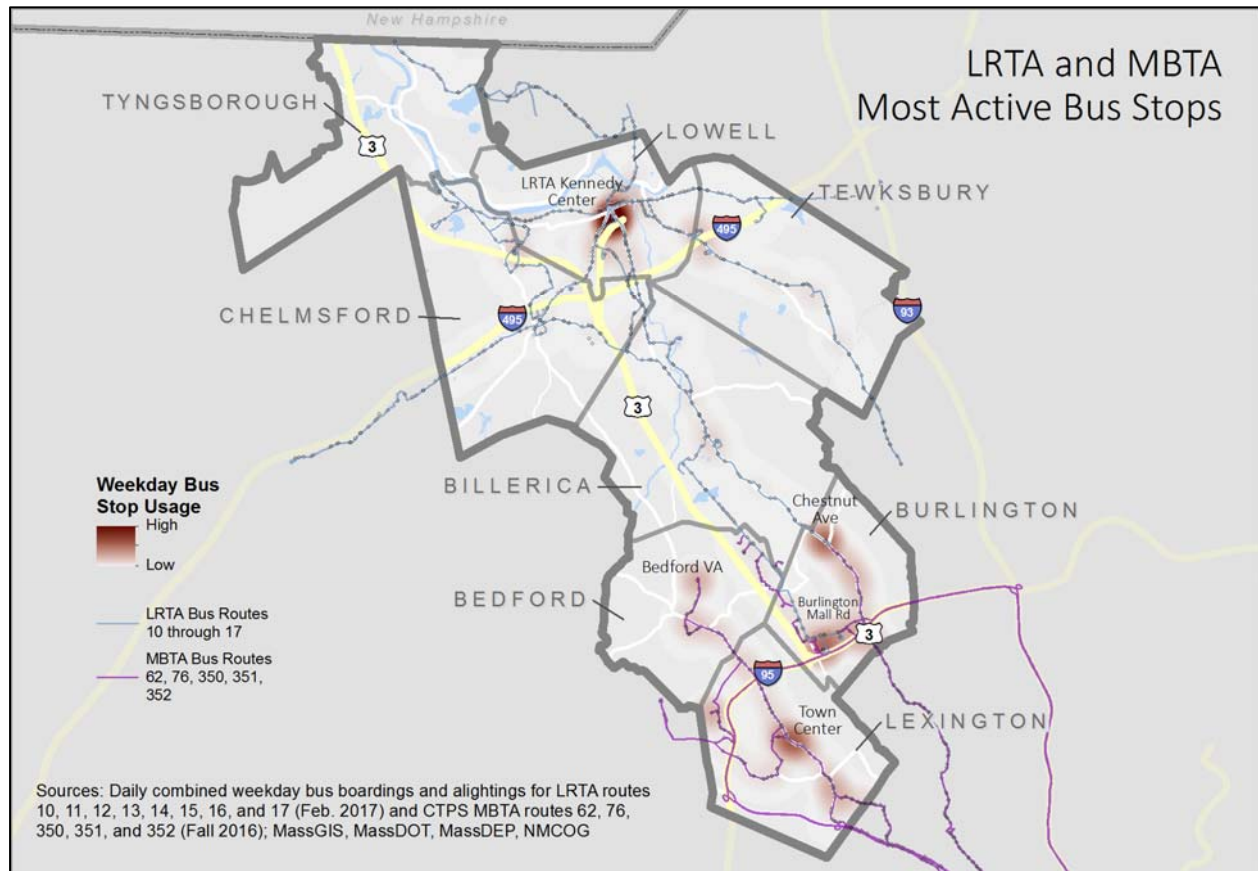 New Hampshire
LRTA and MBTA
Most Active Bus Stops
TYNGSBOROUGH
3
LOWELL
LRTA Kennedy
Center
TEWKSBURY
495
CHELMSFORD
495
93
3
Weekday Bus
Stop Usage
High
Low
BILLERICA
Chestnut
Ave
BURLINGTON
Bedford VA
BEDFORD
Burlington
Mall Rd
3
LRTA Bus Routes
10 through 17
MBTA Bus Routes
62, 76, 350, 351,
352
95
Town
Center
LEXINGTON
Sources: Daily combined weekday bus boardings and alightings for LRTA routes
10, 11, 12, 13, 14, 15, 16, and 17 (Feb. 2017) and CTPS MBTA routes 62, 76,
350, 351, and 352 (Fall 2016); MassGIS, MassDOT, MassDEP, NMCOG